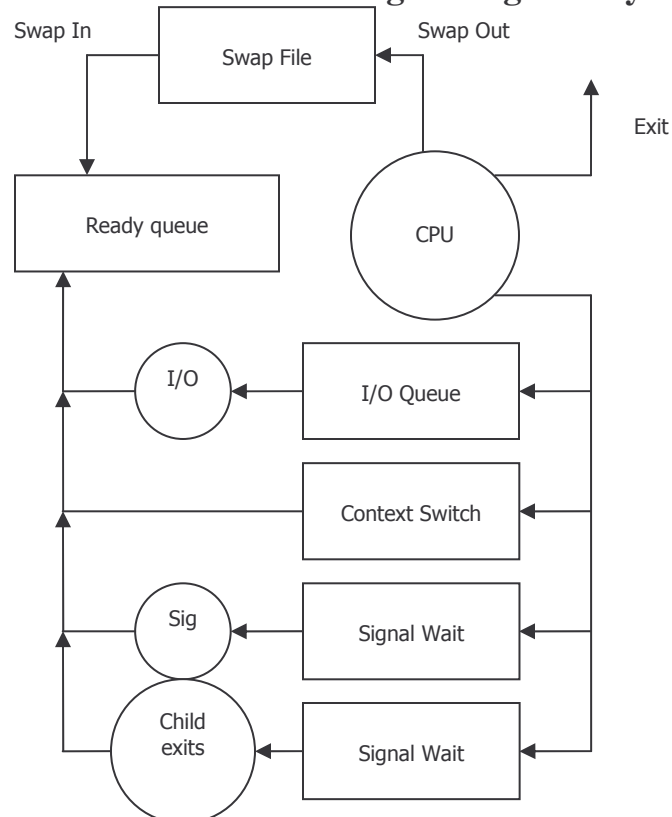 Swap In
Swap File
Swap Out
Exit
Ready queue
CPU
I/O
I/O Queue
Context Switch
Sig
Signal Wait
Child
exits
Signal Wait